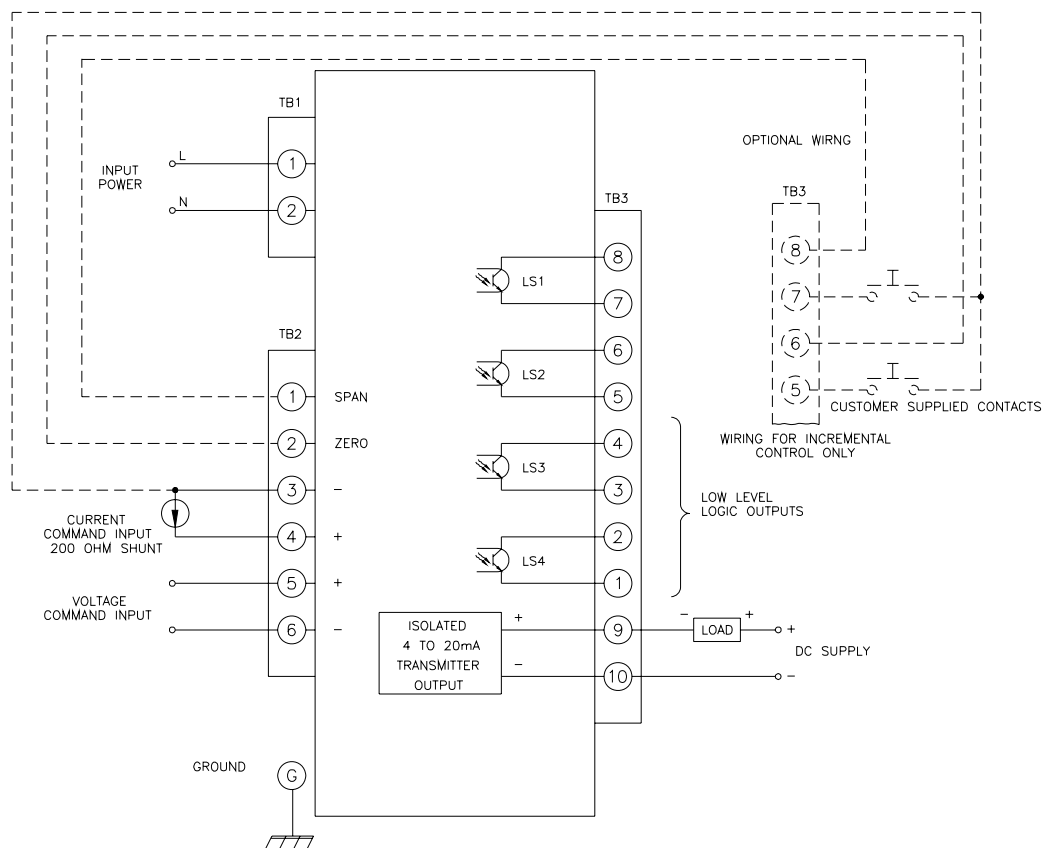 TB1
L
INPUT
POWER
1
N
2
OPTIONAL WIRNG
TB3
8
7
6
5
CUSTOMER SUPPLIED CONTACTS
WIRING FOR INCREMENTAL
CONTROL ONLY
TB3
8
LS1
7
6
LS2
5
4
LS3
3
2
LS4
1
LOW LEVEL
LOGIC OUTPUTS
TB2
1
SPAN
2
ZERO
3
−
CURRENT
COMMAND INPUT
200 OHM SHUNT
4
+
5
+
VOLTAGE
COMMAND INPUT
6
−
ISOLATED
4 TO 20mA
TRANSMITTER
OUTPUT
+
9
−
LOAD
+
+
DC SUPPLY
−
10
−
GROUND
G